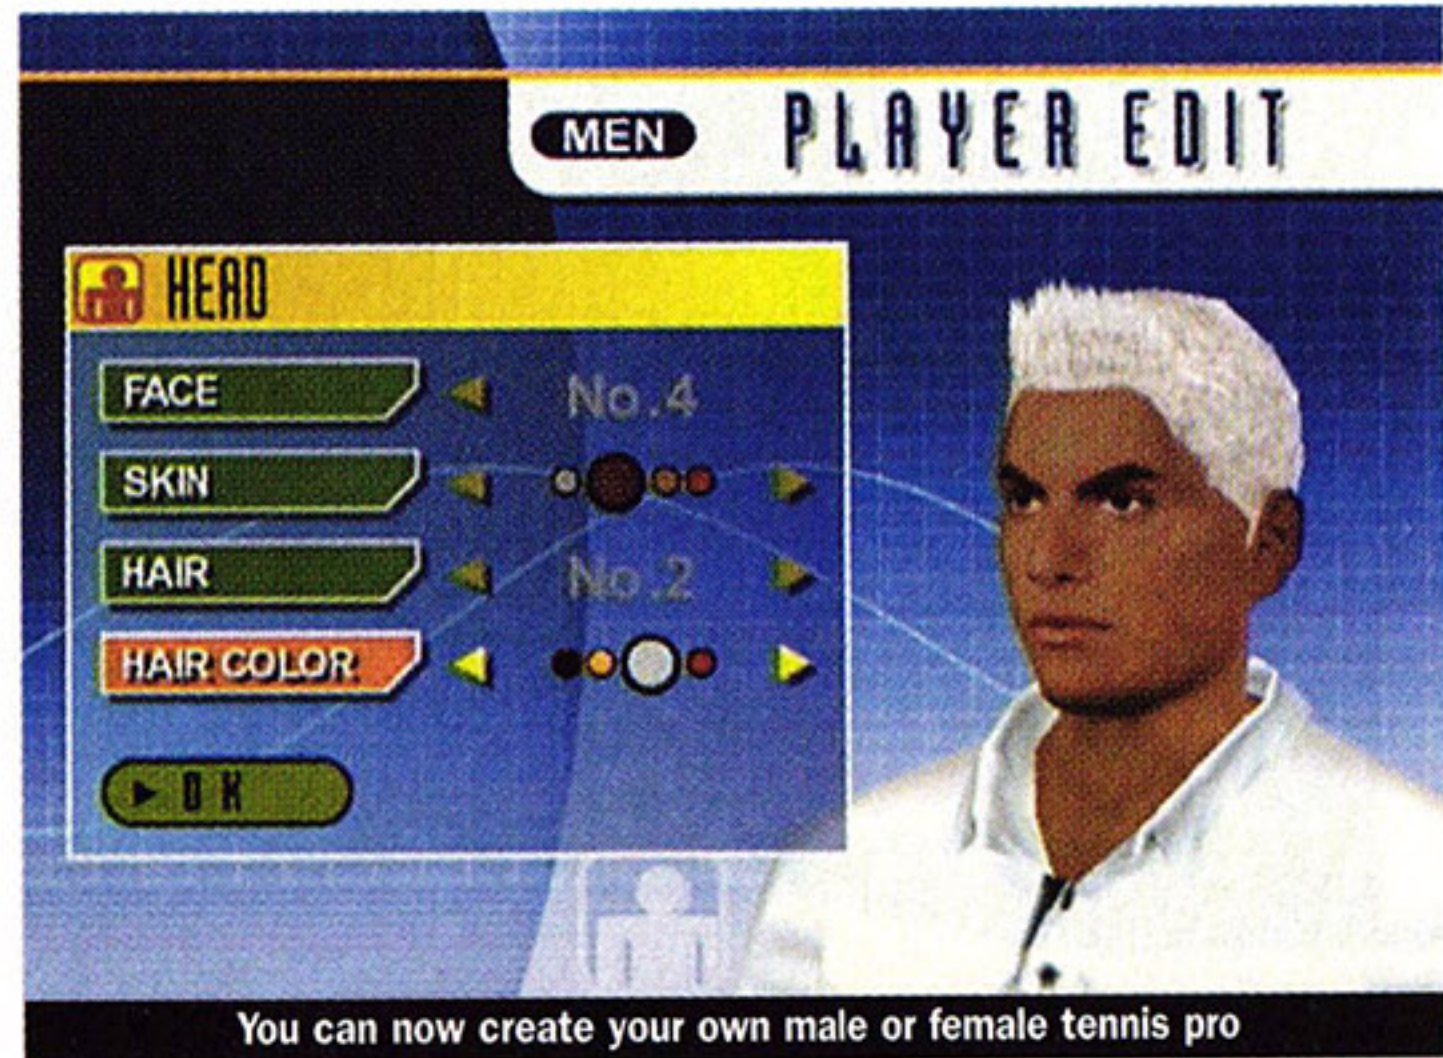 MEN PLAYER EDIT
HEAD
FACE No.4
SKIN
HAIR No.2
HAIR COLOR
OK
You can now create your own male or female tennis pro